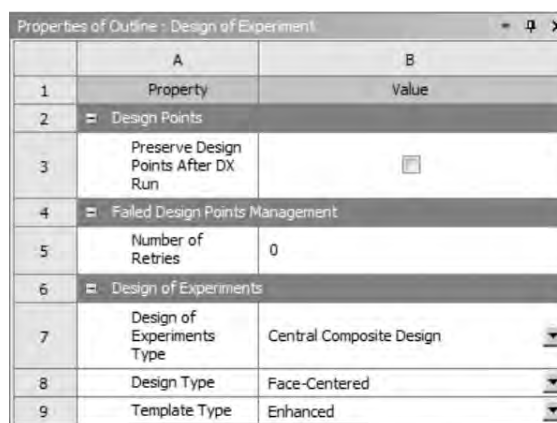 Properties of Outline : Design of Experiment
A B
1 Property Value
2 Design Points
3 Preserve Design Points After DX Run
4 Failed Design Points Management
5 Number of Retries 0
6 Design of Experiments
7 Design of Experiments Type Central Composite Design
8 Design Type Face-Centered
9 Template Type Enhanced